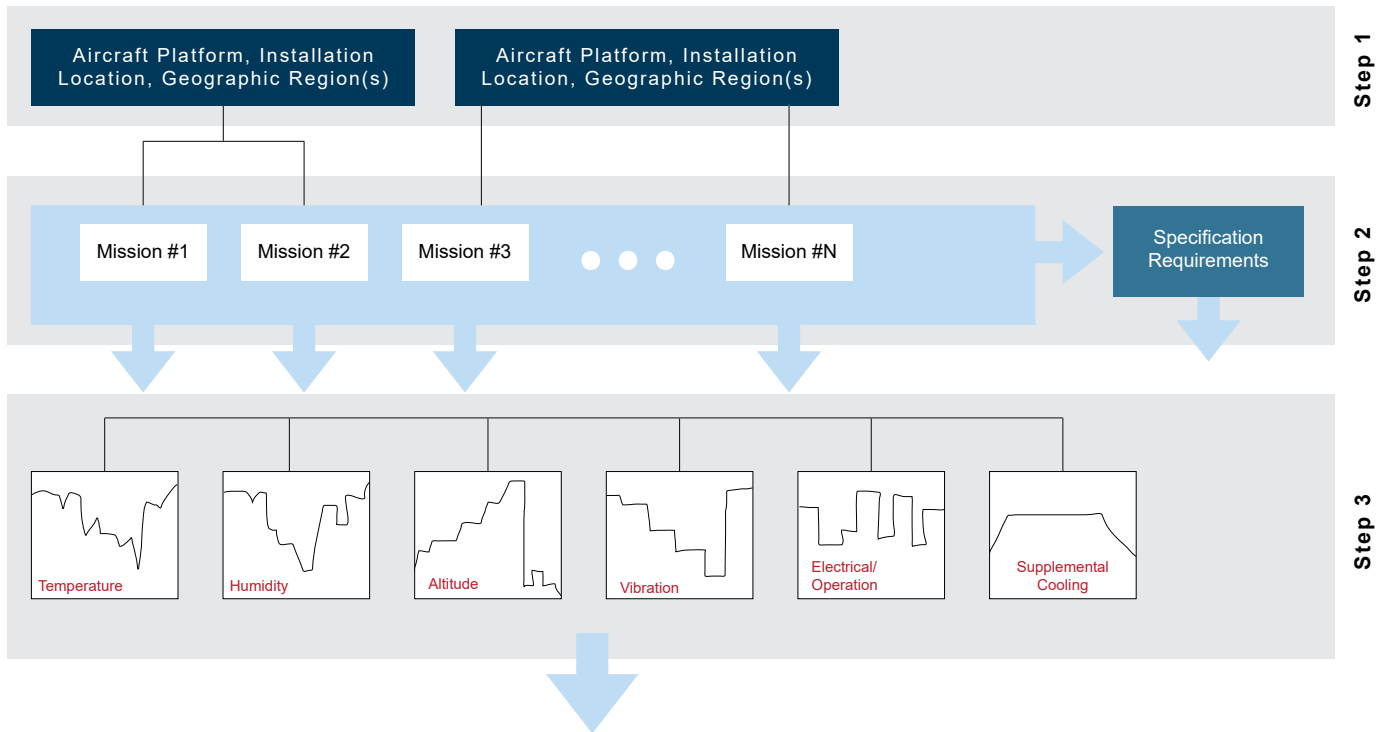 Aircraft Platform, Installation
Location, Geographic Region(s)
Aircraft Platform, Installation
Location, Geographic Region(s)
Step 1
Mission #1
Mission #2
Mission #3
Mission #N
Specification
Requirements
Step 2
Temperature
Humidity
Altitude
Vibration
Electrical/
Operation
Supplemental
Cooling
Step 3